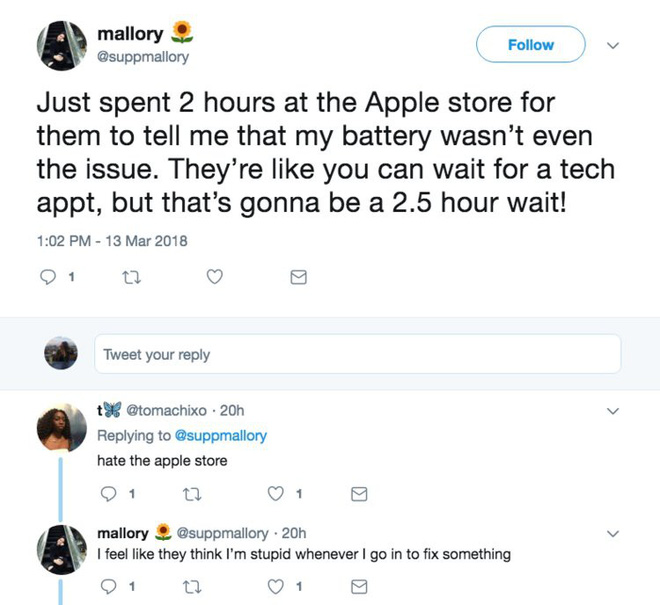 mallory 🌻
@suppmallory
Follow
Just spent 2 hours at the Apple store for
them to tell me that my battery wasn't even
the issue. They're like you can wait for a tech
appt, but that's gonna be a 2.5 hour wait!
1:02 PM - 13 Mar 2018
1
Tweet your reply
t🦋 @tomachixo · 20h
Replying to @suppmallory
hate the apple store
1 1
mallory 🌻 @suppmallory · 20h
I feel like they think I'm stupid whenever I go in to fix something
1 1